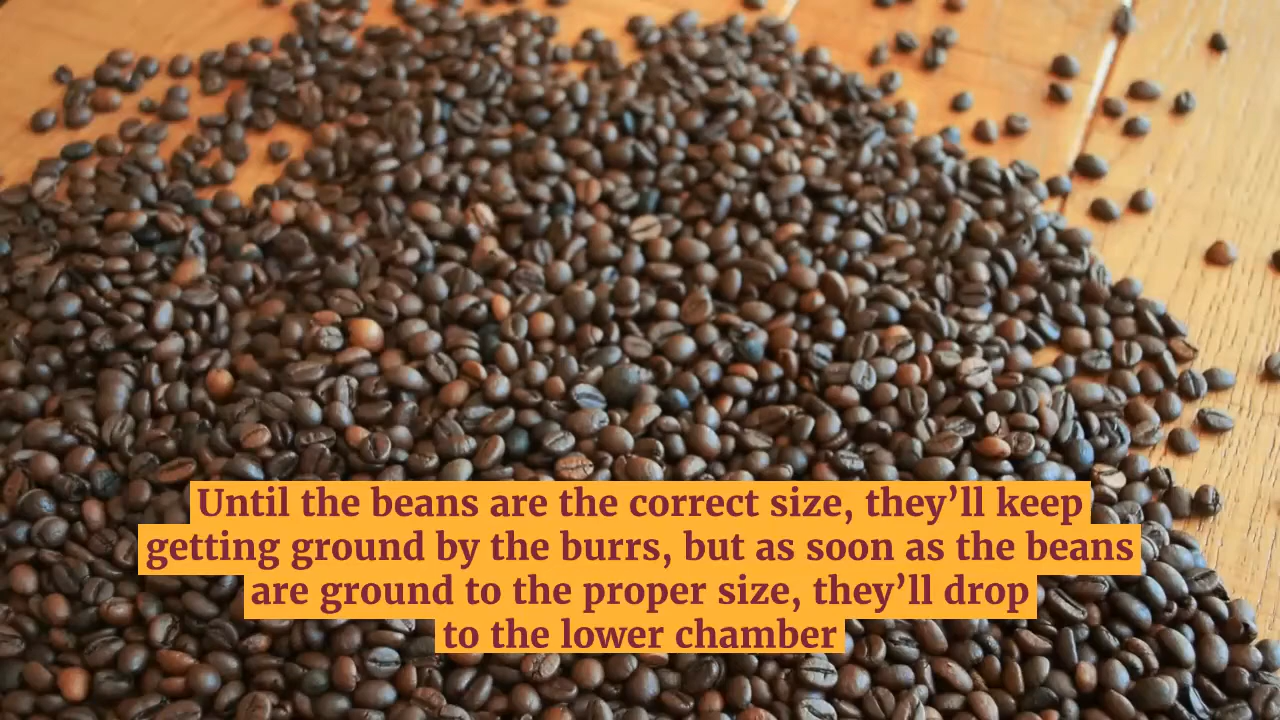 Until the beans are the correct size, they’ll keep
getting ground by the burrs, but as soon as the beans
are ground to the proper size, they’ll drop
to the lower chamber